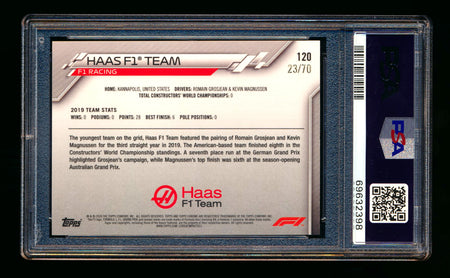 HAAS F1® TEAM
F1 RACING
120
23/70
HOME: KANNAPOLIS, UNITED STATES DRIVERS: ROMAIN GROSJEAN & KEVIN MAGNUSSEN
TOTAL CONSTRUCTORS' WORLD CHAMPIONSHIPS: 0
2019 TEAM STATS
WINS: 0 PODIUMS: 0 POINTS: 28 BEST FINISH: 6 POLE POSITIONS: 0
The youngest team on the grid, Haas F1 Team featured the pairing of Romain Grosjean and Kevin
Magnussen for the third straight year in 2019. The American-based team finished eighth in the
Constructors' World Championship standings. A seventh place run at the German Grand Prix
highlighted Grosjean's campaign, while Magnussen's top finish was sixth at the season-opening
Australian Grand Prix.
Haas
F1 Team
TOPPS
F1
PSA
69632398